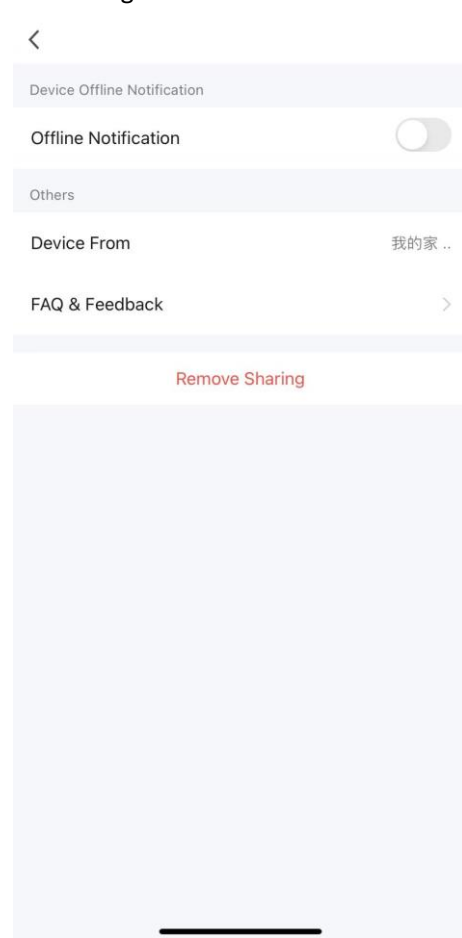 Device Offline Notification
Offline Notification
Others
Device From 我的家 ..
FAQ & Feedback
Remove Sharing